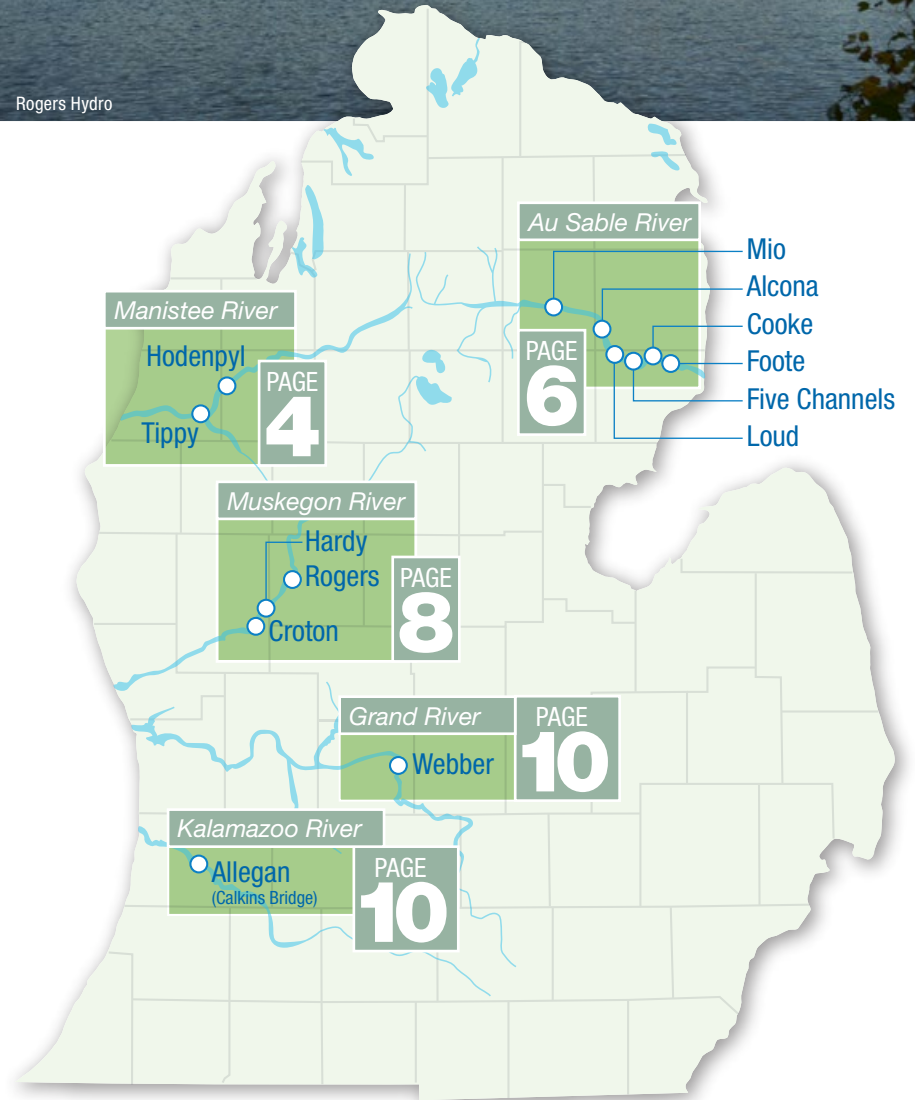 Rogers Hydro
Au Sable River
Mio
Alcona
Cooke
Foote
Five Channels
Loud
PAGE
6
Manistee River
Hodenpyl
Tippy
PAGE
4
Muskegon River
Hardy
Rogers
Croton
PAGE
8
Grand River
Webber
PAGE
10
Kalamazoo River
Allegan
(Calkins Bridge)
PAGE
10